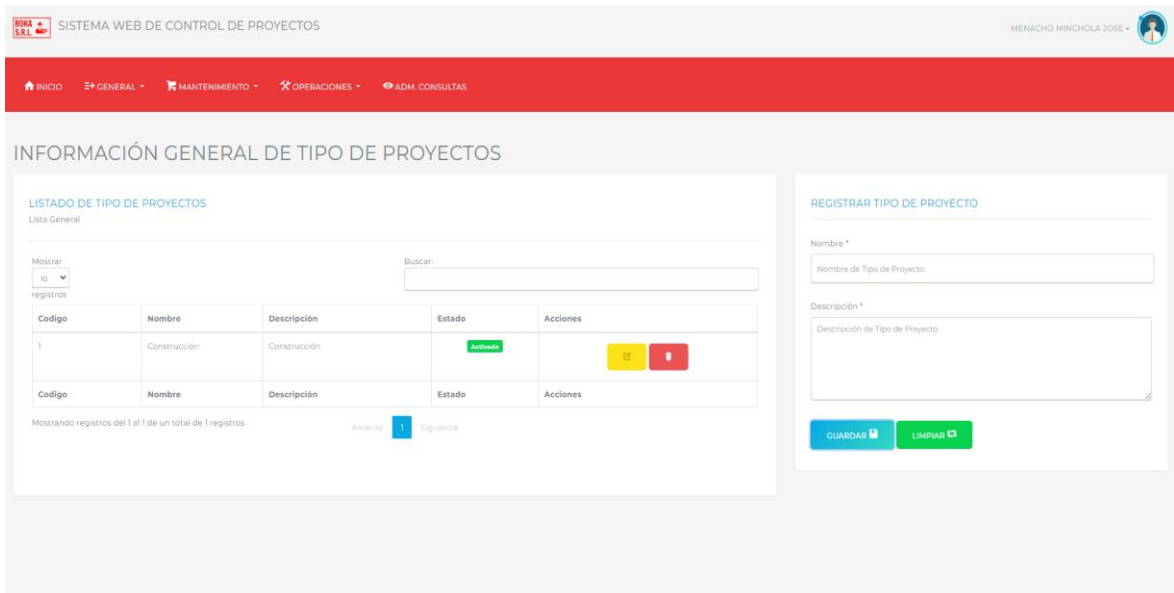 ROKA
S.R.L.
SISTEMA WEB DE CONTROL DE PROYECTOS
MENACHO MINCHOLA JOSE
INICIO GENERAL MANTENIMIENTO OPERACIONES ADM. CONSULTAS
INFORMACIÓN GENERAL DE TIPO DE PROYECTOS
LISTADO DE TIPO DE PROYECTOS
Lista General
Mostrar
10
registros
Buscar:
Codigo Nombre Descripción Estado Acciones
1 Construcción Construcción Activado
Codigo Nombre Descripción Estado Acciones
Mostrando registros del 1 al 1 de un total de 1 registros
Anterior 1 Siguiente
REGISTRAR TIPO DE PROYECTO
Nombre *
Nombre de Tipo de Proyecto
Descripción *
Descripción de Tipo de Proyecto
GUARDAR LIMPIAR